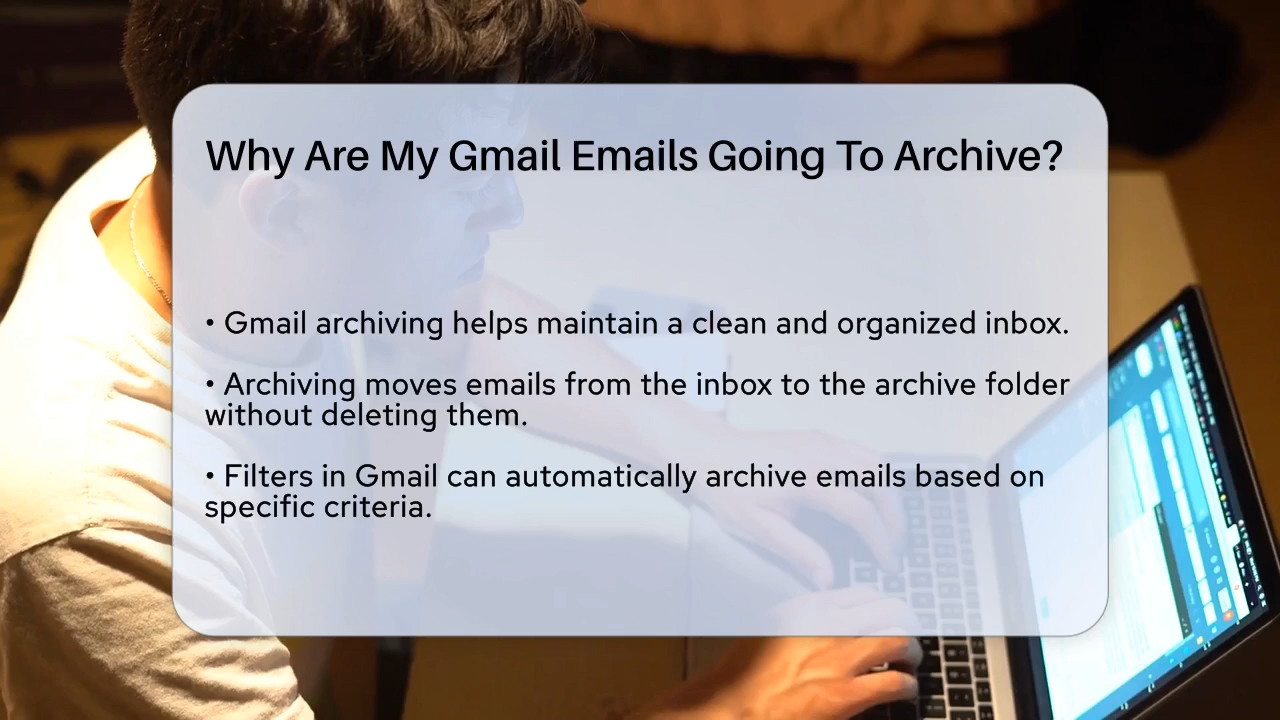 Why Are My Gmail Emails Going To Archive?
• Gmail archiving helps maintain a clean and organized inbox.
• Archiving moves emails from the inbox to the archive folder
without deleting them.
• Filters in Gmail can automatically archive emails based on
specific criteria.